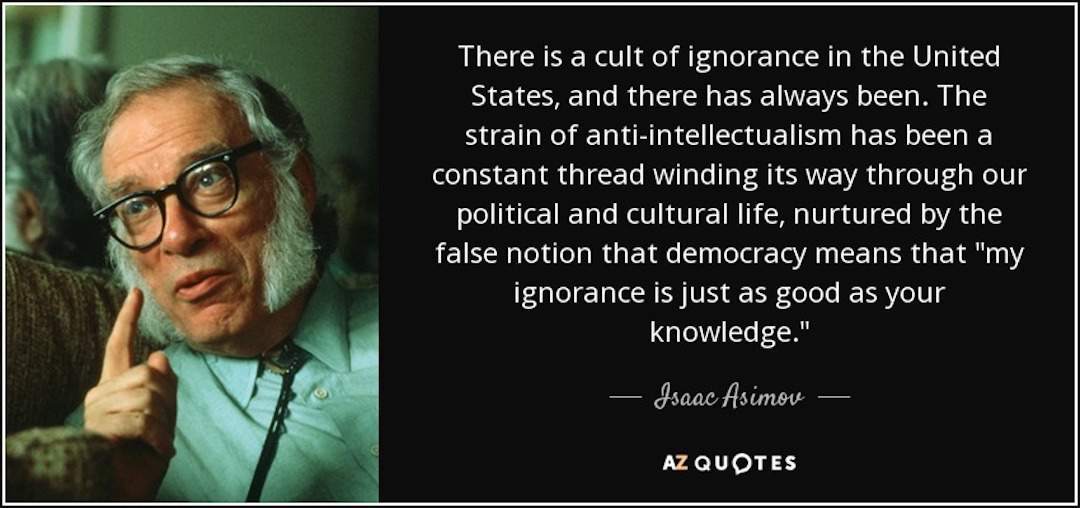 There is a cult of ignorance in the United
States, and there has always been. The
strain of anti-intellectualism has been a
constant thread winding its way through our
political and cultural life, nurtured by the
false notion that democracy means that "my
ignorance is just as good as your
knowledge."
Isaac Asimov
AZ QUOTES